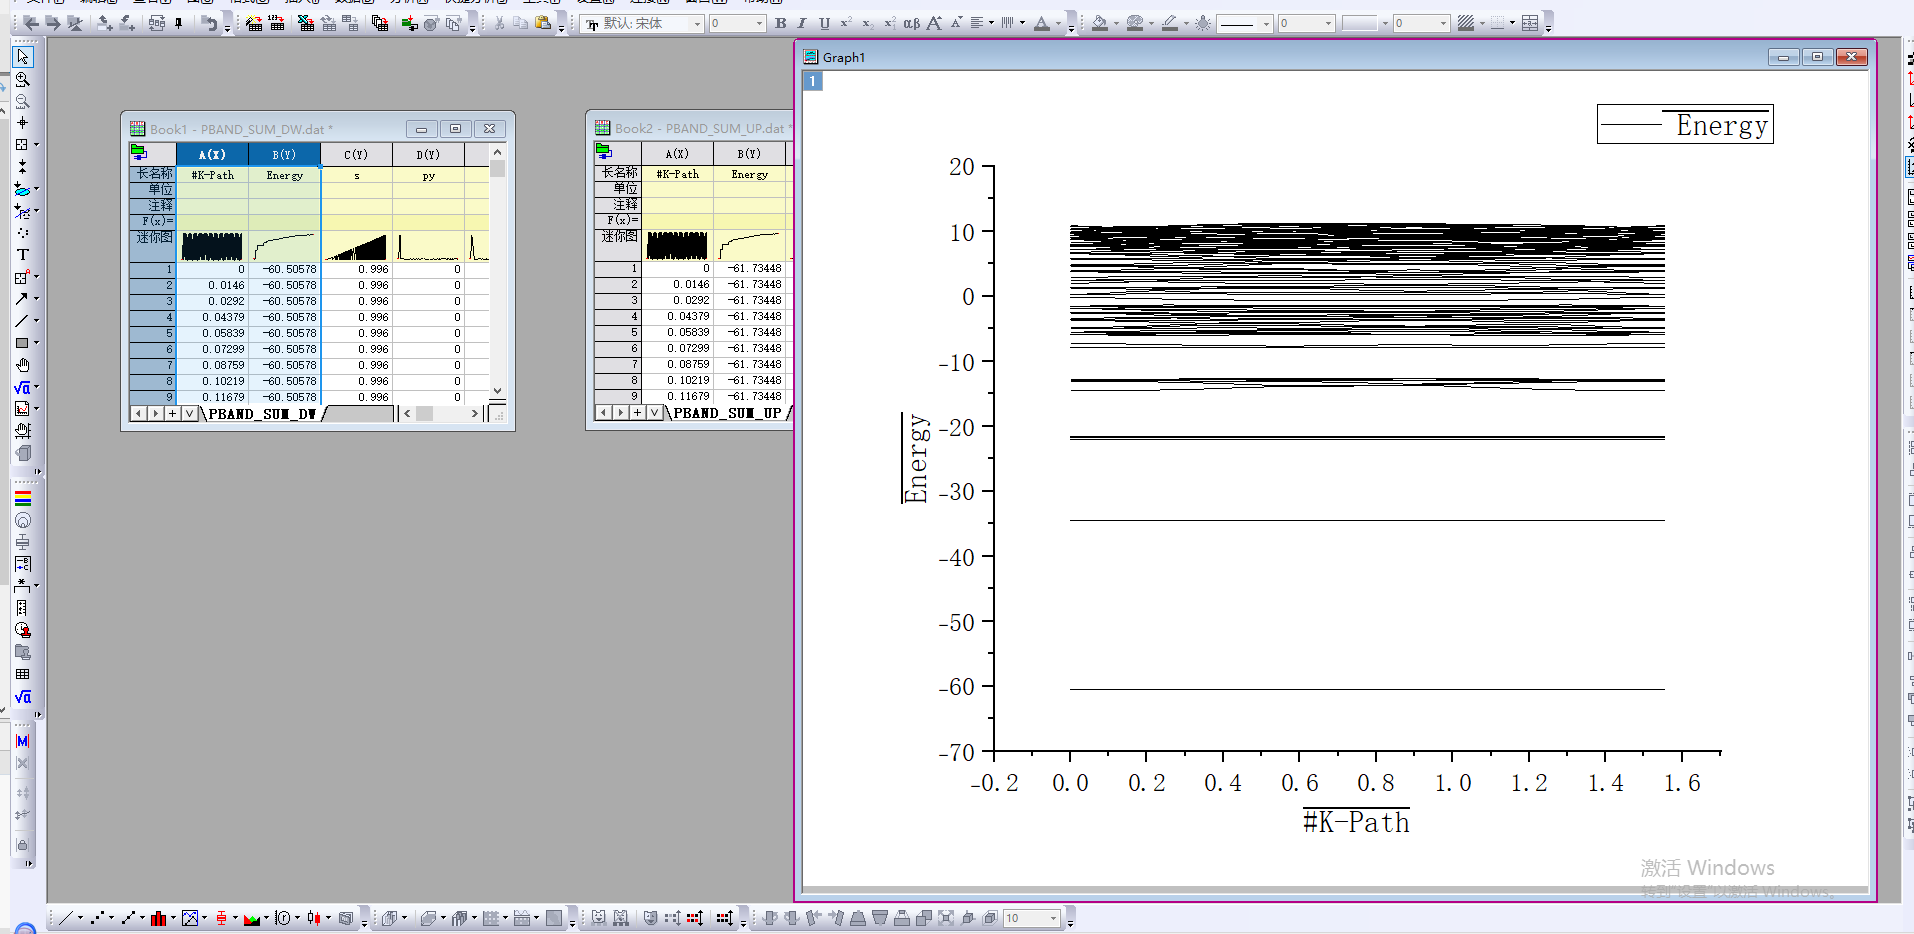 默认: 宋体 0 B I U αβ A A A 0 0
Graph1
1
Book1 - PBAND_SUM_DW.dat *
A(X) B(Y) C(Y) D(Y)
长名称 #K-Path Energy s py
单位
注释
F(x)=
迷你图
1 0 -60.50578 0.996 0
2 0.0146 -60.50578 0.996 0
3 0.0292 -60.50578 0.996 0
4 0.04379 -60.50578 0.996 0
5 0.05839 -60.50578 0.996 0
6 0.07299 -60.50578 0.996 0
7 0.08759 -60.50578 0.996 0
8 0.10219 -60.50578 0.996 0
9 0.11679 -60.50578 0.996 0
PBAND_SUM_DW
Book2 - PBAND_SUM_UP.dat *
A(X) B(Y)
长名称 #K-Path Energy
单位
注释
F(x)=
迷你图
1 0 -61.73448
2 0.0146 -61.73448
3 0.0292 -61.73448
4 0.04379 -61.73448
5 0.05839 -61.73448
6 0.07299 -61.73448
7 0.08759 -61.73448
8 0.10219 -61.73448
9 0.11679 -61.73448
PBAND_SUM_UP
Energy
20
10
0
-10
-20
-30
-40
-50
-60
-70
Energy
-0.2 0.0 0.2 0.4 0.6 0.8 1.0 1.2 1.4 1.6
#K-Path
激活 Windows
转到"设置"以激活 Windows。
10